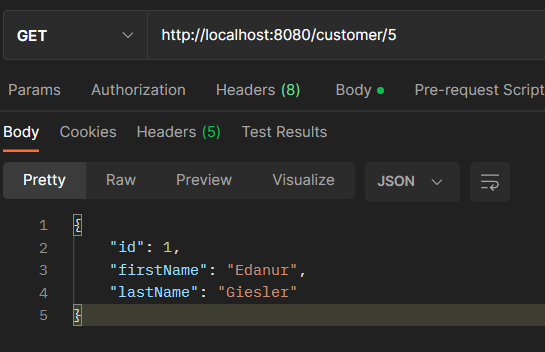 GET http://localhost:8080/customer/5
Params Authorization Headers (8) Body Pre-request Script
Body Cookies Headers (5) Test Results
Pretty Raw Preview Visualize JSON
1 {
2 "id": 1,
3 "firstName": "Edanur",
4 "lastName": "Giesler"
5 }